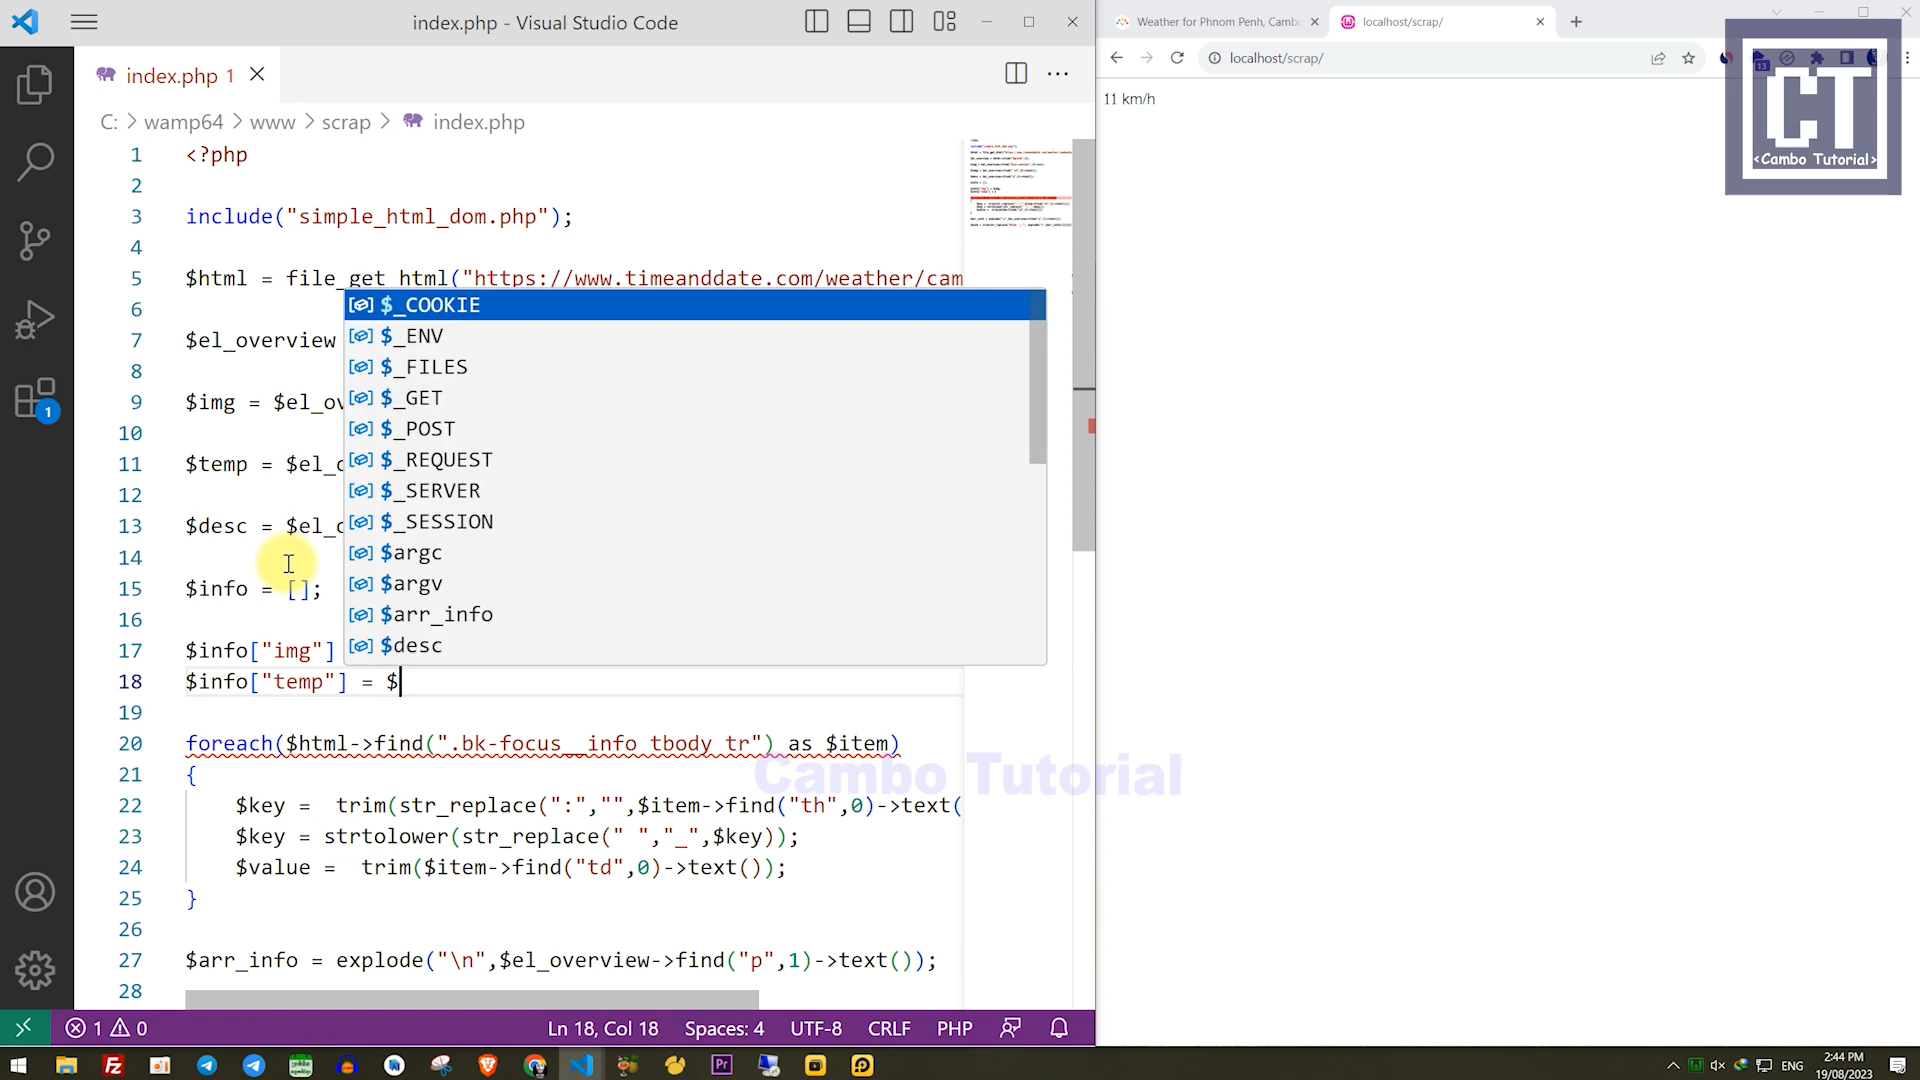 index.php - Visual Studio Code
index.php 1
C: > wamp64 > www > scrap > index.php
1 <?php
2
3 include("simple_html_dom.php");
4
5 $html = file_get_html("https://www.timeanddate.com/weather/cam
6
7 $el_overview
8
9 $img = $el_ov
10
11 $temp = $el_o
12
13 $desc = $el_o
14
15 $info = [];
16
17 $info["img"]
18 $info["temp"] = $
19
20 foreach($html->find(".bk-focus__info tbody tr") as $item)
21 {
22 $key =  trim(str_replace(":","",$item->find("th",0)->text(
23 $key = strtolower(str_replace(" ","_",$key));
24 $value =  trim($item->find("td",0)->text());
25 }
26
27 $arr_info = explode("\n",$el_overview->find("p",1)->text());
28
$_COOKIE
$_ENV
$_FILES
$_GET
$_POST
$_REQUEST
$_SERVER
$_SESSION
$argc
$argv
$arr_info
$desc
1
1 0
Ln 18, Col 18
Spaces: 4
UTF-8
CRLF
PHP
Weather for Phnom Penh, Cambo
localhost/scrap/
localhost/scrap/
13
11 km/h
CT
<Cambo Tutorial>
Cambo Tutorial
ENG
2:44 PM
19/08/2023